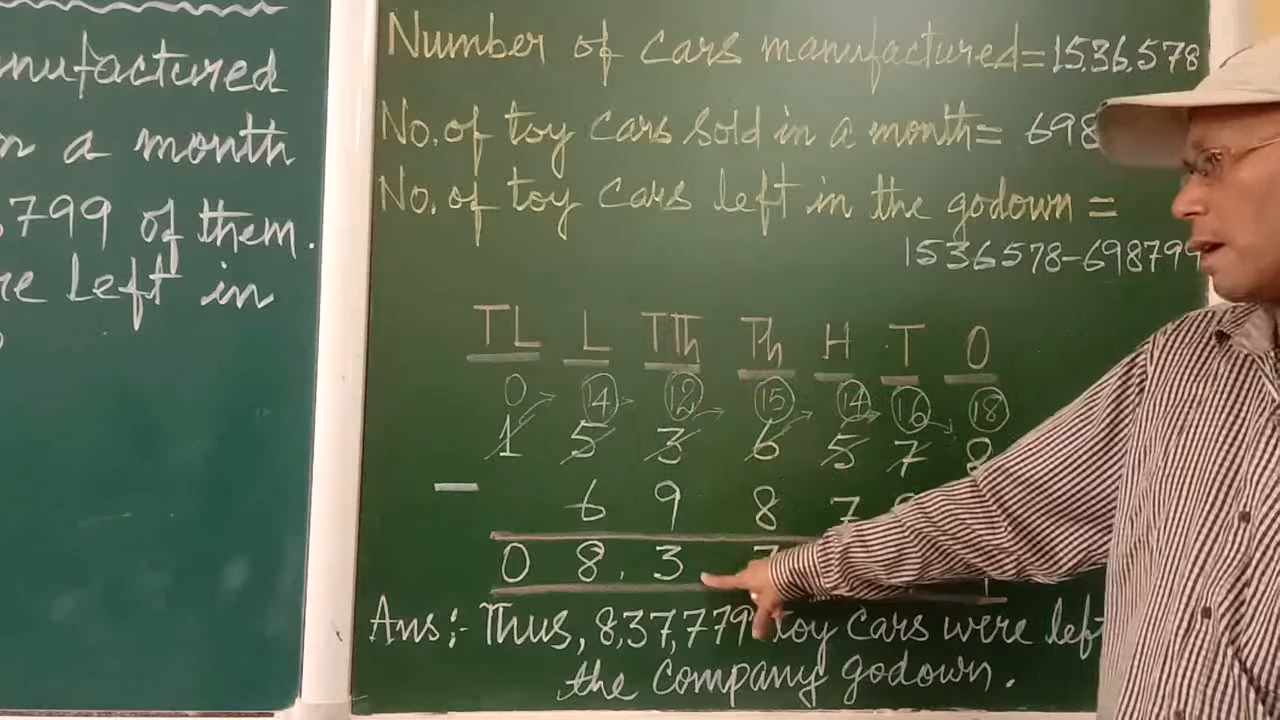 nufactured
n a month
,799 of them.
re left in
Number of cars manufactured=15,36,578
No. of toy cars sold in a month= 698
No. of toy cars left in the godown =
1536578-698799
TL L TTh Th H T O
0 14 12 15 14 16 18
1 5 3 6 5 7 8
- 6 9 8 7
0 8, 3 7
Ans:- Thus, 8,37,779 toy cars were left
the company godown.